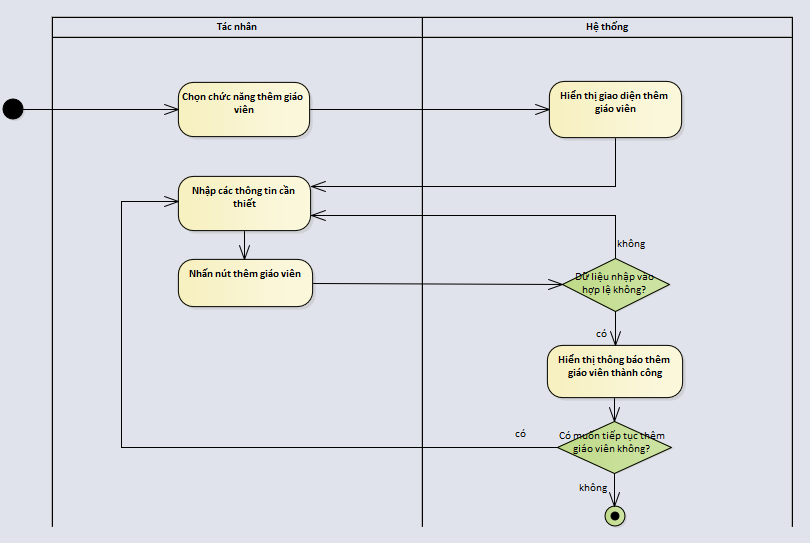 Tác nhân
Hệ thống
Chọn chức năng thêm giáo
viên
Hiển thị giao diện thêm
giáo viên
Nhập các thông tin cần
thiết
không
Nhấn nút thêm giáo viên
Dữ liệu nhập vào
hợp lệ không?
có
Hiển thị thông báo thêm
giáo viên thành công
có
Có muốn tiếp tục thêm
giáo viên không?
không